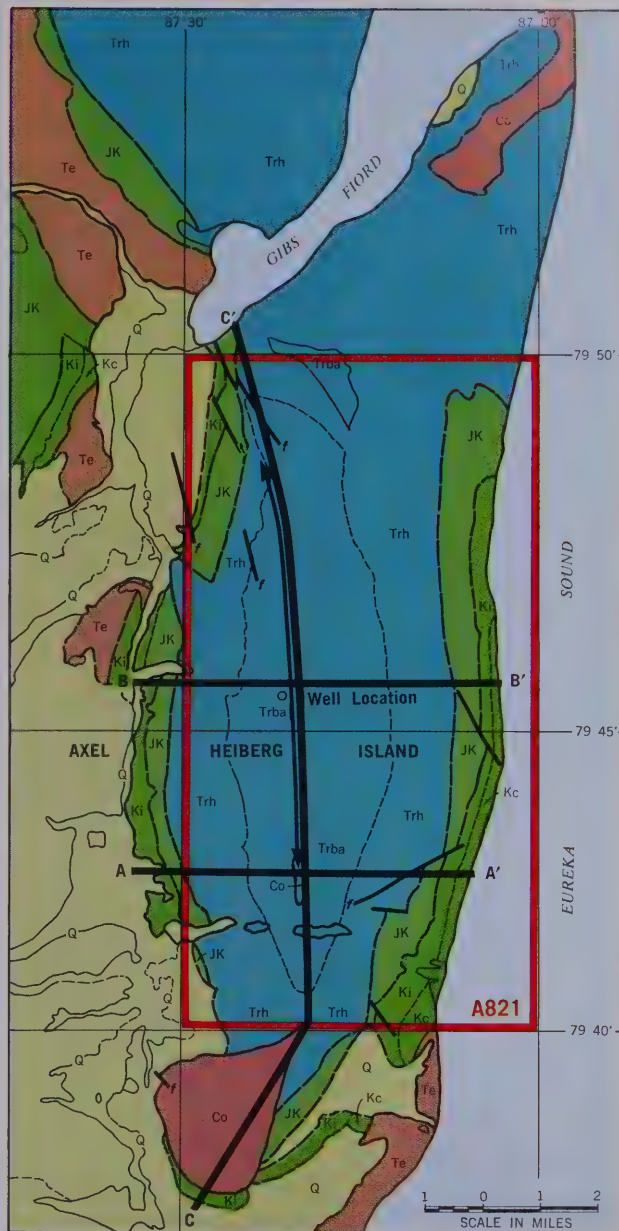 87 30'
87 00'
Trh
Trh
Q
Co
JK
Te
Trh
FIORD
GIBS
Trh
Te
JK
Q
C'
79 50'
Ki
Kc
Trba
JK
Te
Ki
f
JK
Q
f
Trh
Trh
f
Q
SOUND
Ki
Te
JK
Ki
B
B'
Well Location
Trba
79 45'
AXEL
HEIBERG
ISLAND
JK
Q
JK
Kc
Ki
Trh
Trh
Trba
A
A'
Co
f
EUREKA
Q
JK
JK
Q
Ki
A821
Trh
Trh
Kc
79 40'
f
Q
Kc
Te
Q
Co
JK
Ki
Te
Ki
Q
C
1 0 1 2
SCALE IN MILES